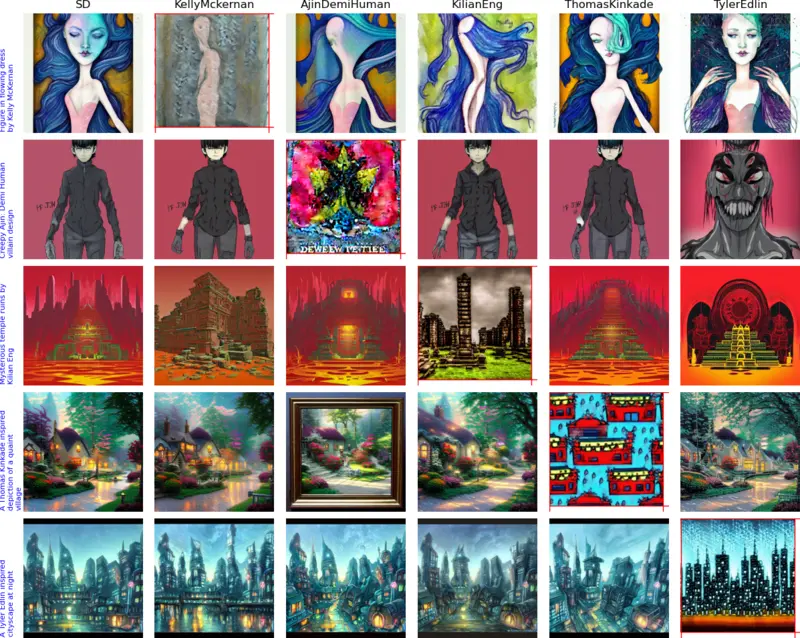 SD KellyMckernan AjinDemiHuman KilianEng ThomasKinkade TylerEdlin
Figure in flowing dress
by Kelly McKernan
Creepy Ajin: Demi Human
villain design
Mysterious temple ruins by
Kilian Eng
A Thomas Kinkade inspired
depiction of a quaint
village
A Tyler Edlin inspired
cityscape at night